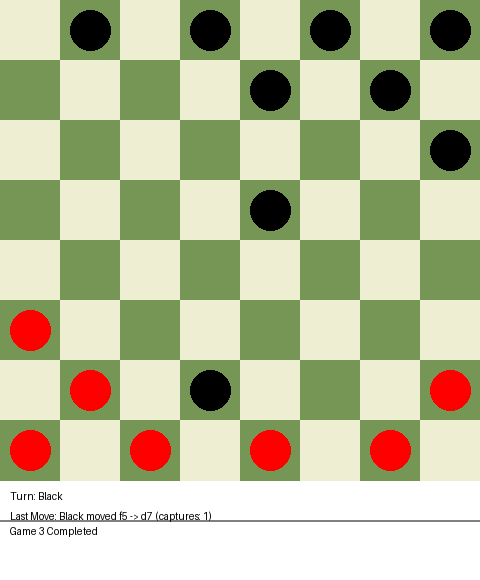 Turn: Black
Last Move: Black moved f5 -> d7 (captures: 1)
Game 3 Completed